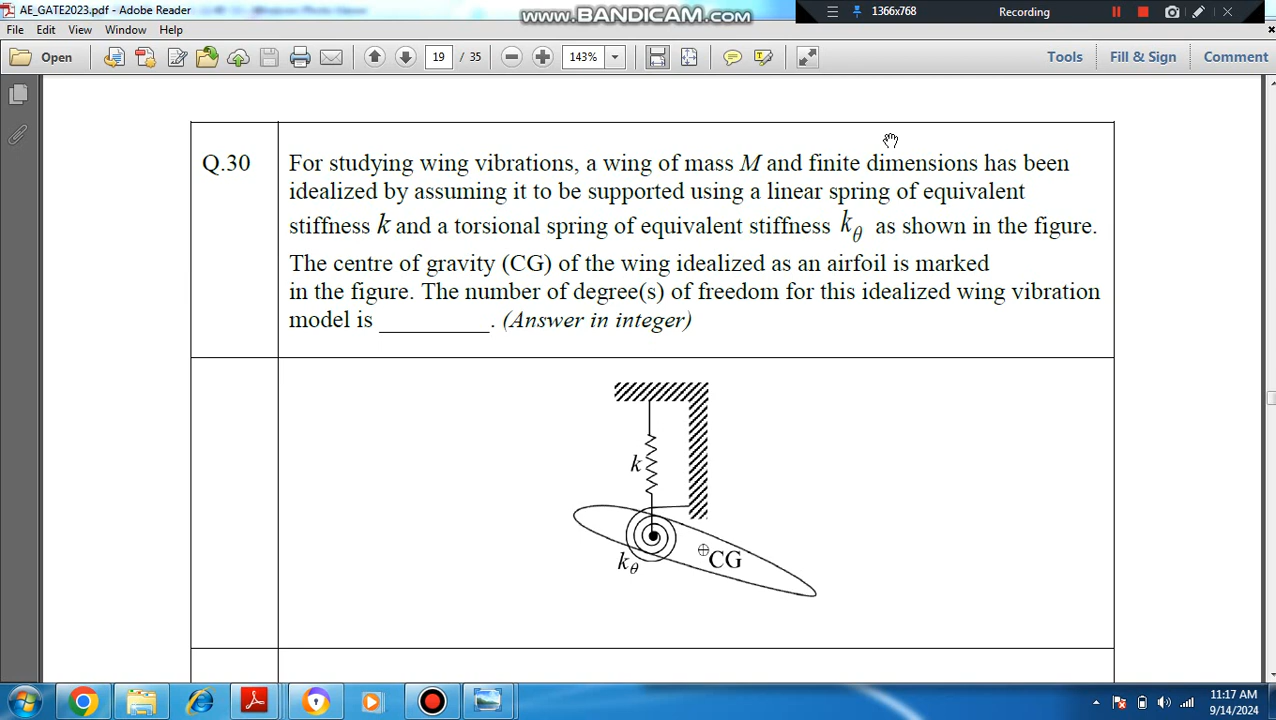 AE_GATE2023.pdf - Adobe Reader
www.BANDICAM.com
1366x768
Recording
File Edit View Window Help
Open
19 / 35
143%
Tools Fill & Sign Comment
Q.30
For studying wing vibrations, a wing of mass M and finite dimensions has been
idealized by assuming it to be supported using a linear spring of equivalent
stiffness k and a torsional spring of equivalent stiffness kθ as shown in the figure.
The centre of gravity (CG) of the wing idealized as an airfoil is marked
in the figure. The number of degree(s) of freedom for this idealized wing vibration
model is __________. (Answer in integer)
k
CG
kθ
11:17 AM
9/14/2024